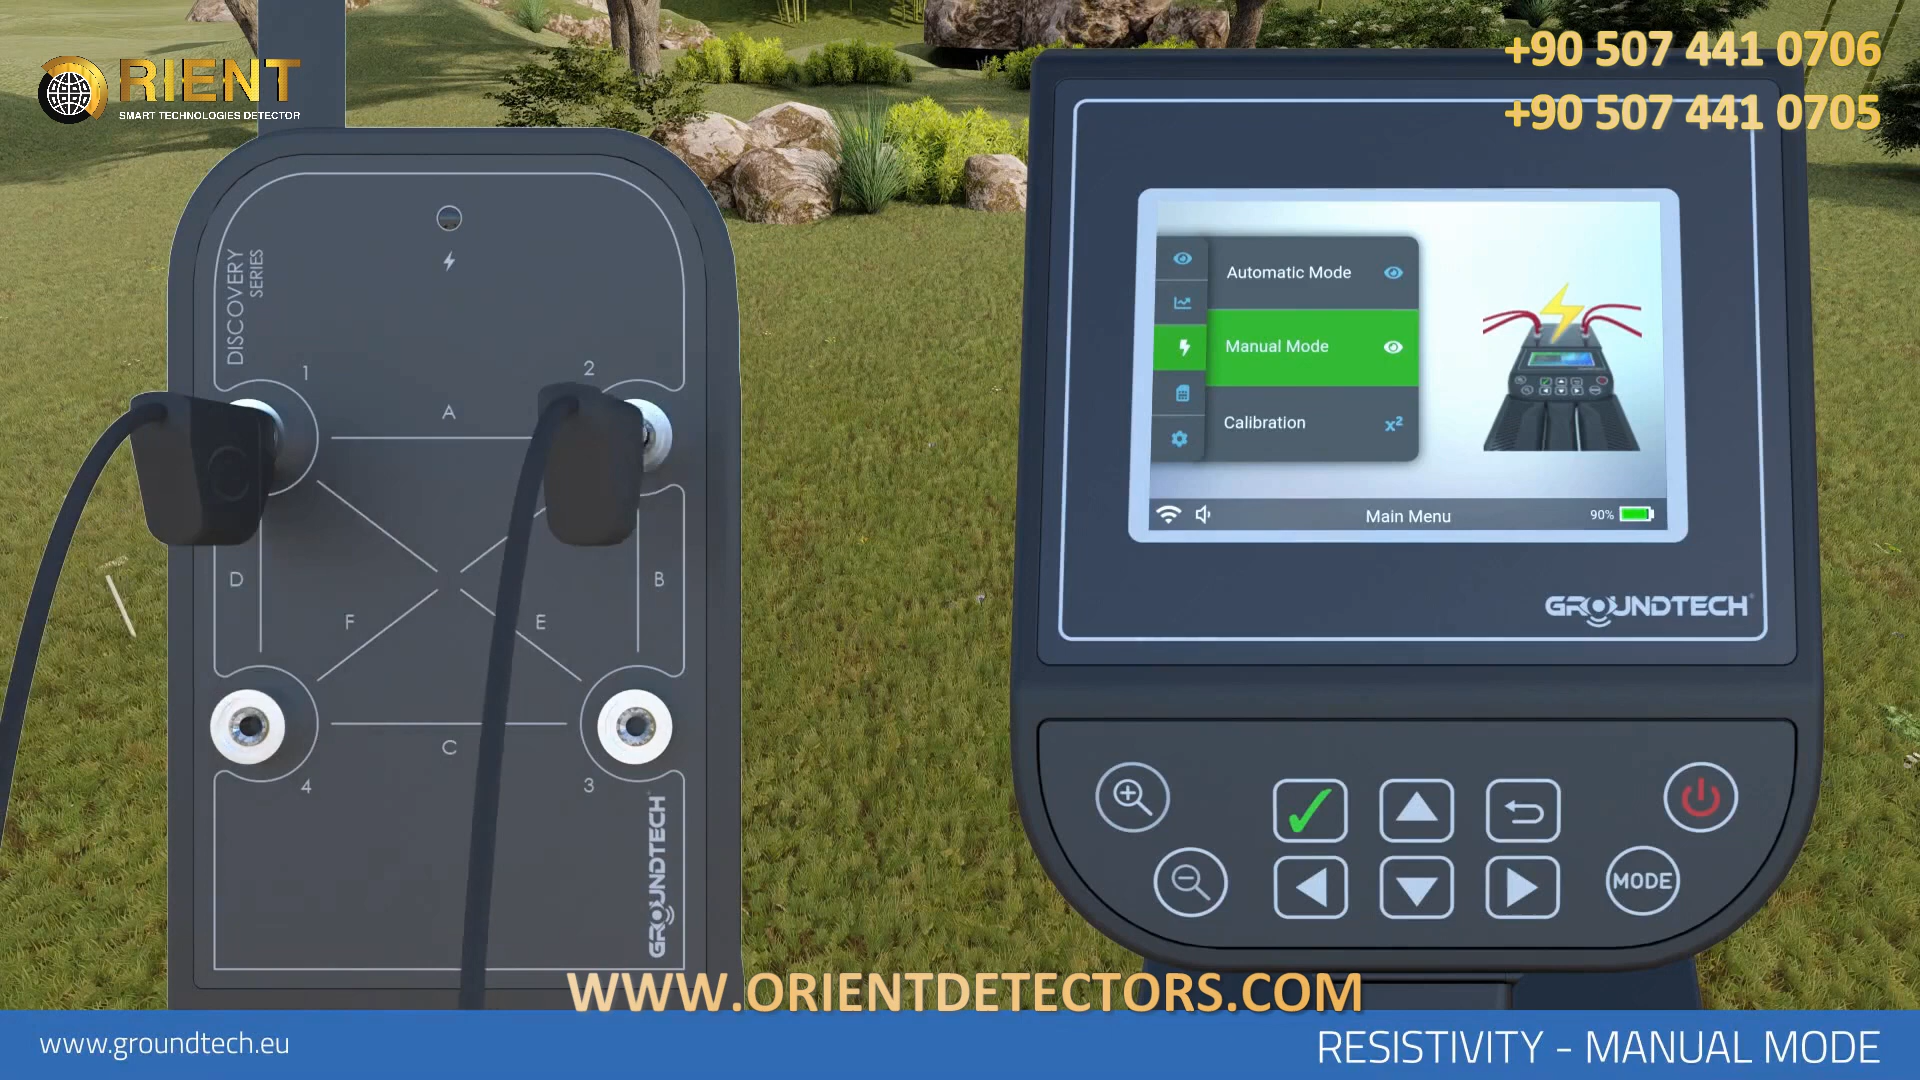 ORIENT
SMART TECHNOLOGIES DETECTOR
+90 507 441 0706
+90 507 441 0705
DISCOVERY
SERIES
1
2
A
D
B
F
E
C
4
3
GROUNDTECH
Automatic Mode
Manual Mode
Calibration
x²
Main Menu
90%
GROUNDTECH
MODE
WWW.ORIENTDETECTORS.COM
www.groundtech.eu
RESISTIVITY - MANUAL MODE